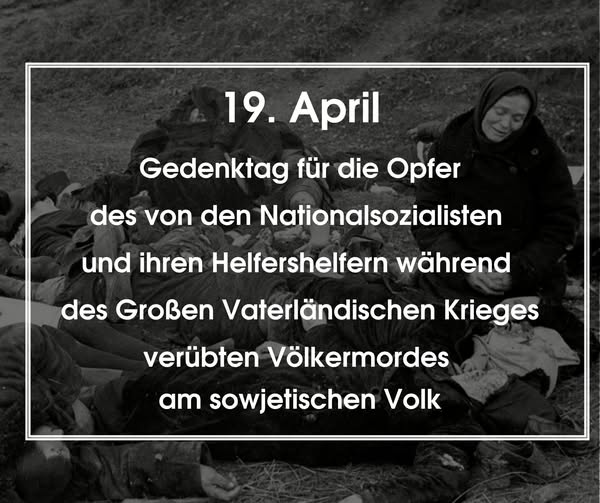 19. April
Gedenktag für die Opfer
des von den Nationalsozialisten
und ihren Helfershelfern während
des Großen Vaterländischen Krieges
verübten Völkermordes
am sowjetischen Volk